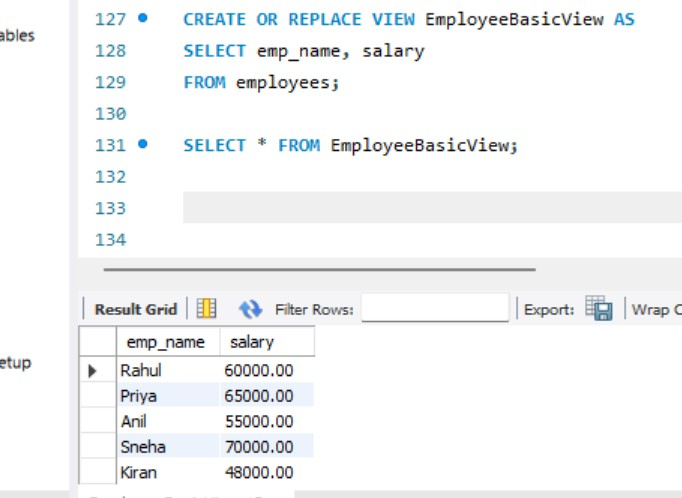 ables
127 CREATE OR REPLACE VIEW EmployeeBasicView AS
128 SELECT emp_name, salary
129 FROM employees;
130
131 SELECT * FROM EmployeeBasicView;
132
133
134
Result Grid Filter Rows: Export: Wrap C
emp_name salary
etup
Rahul 60000.00
Priya 65000.00
Anil 55000.00
Sneha 70000.00
Kiran 48000.00